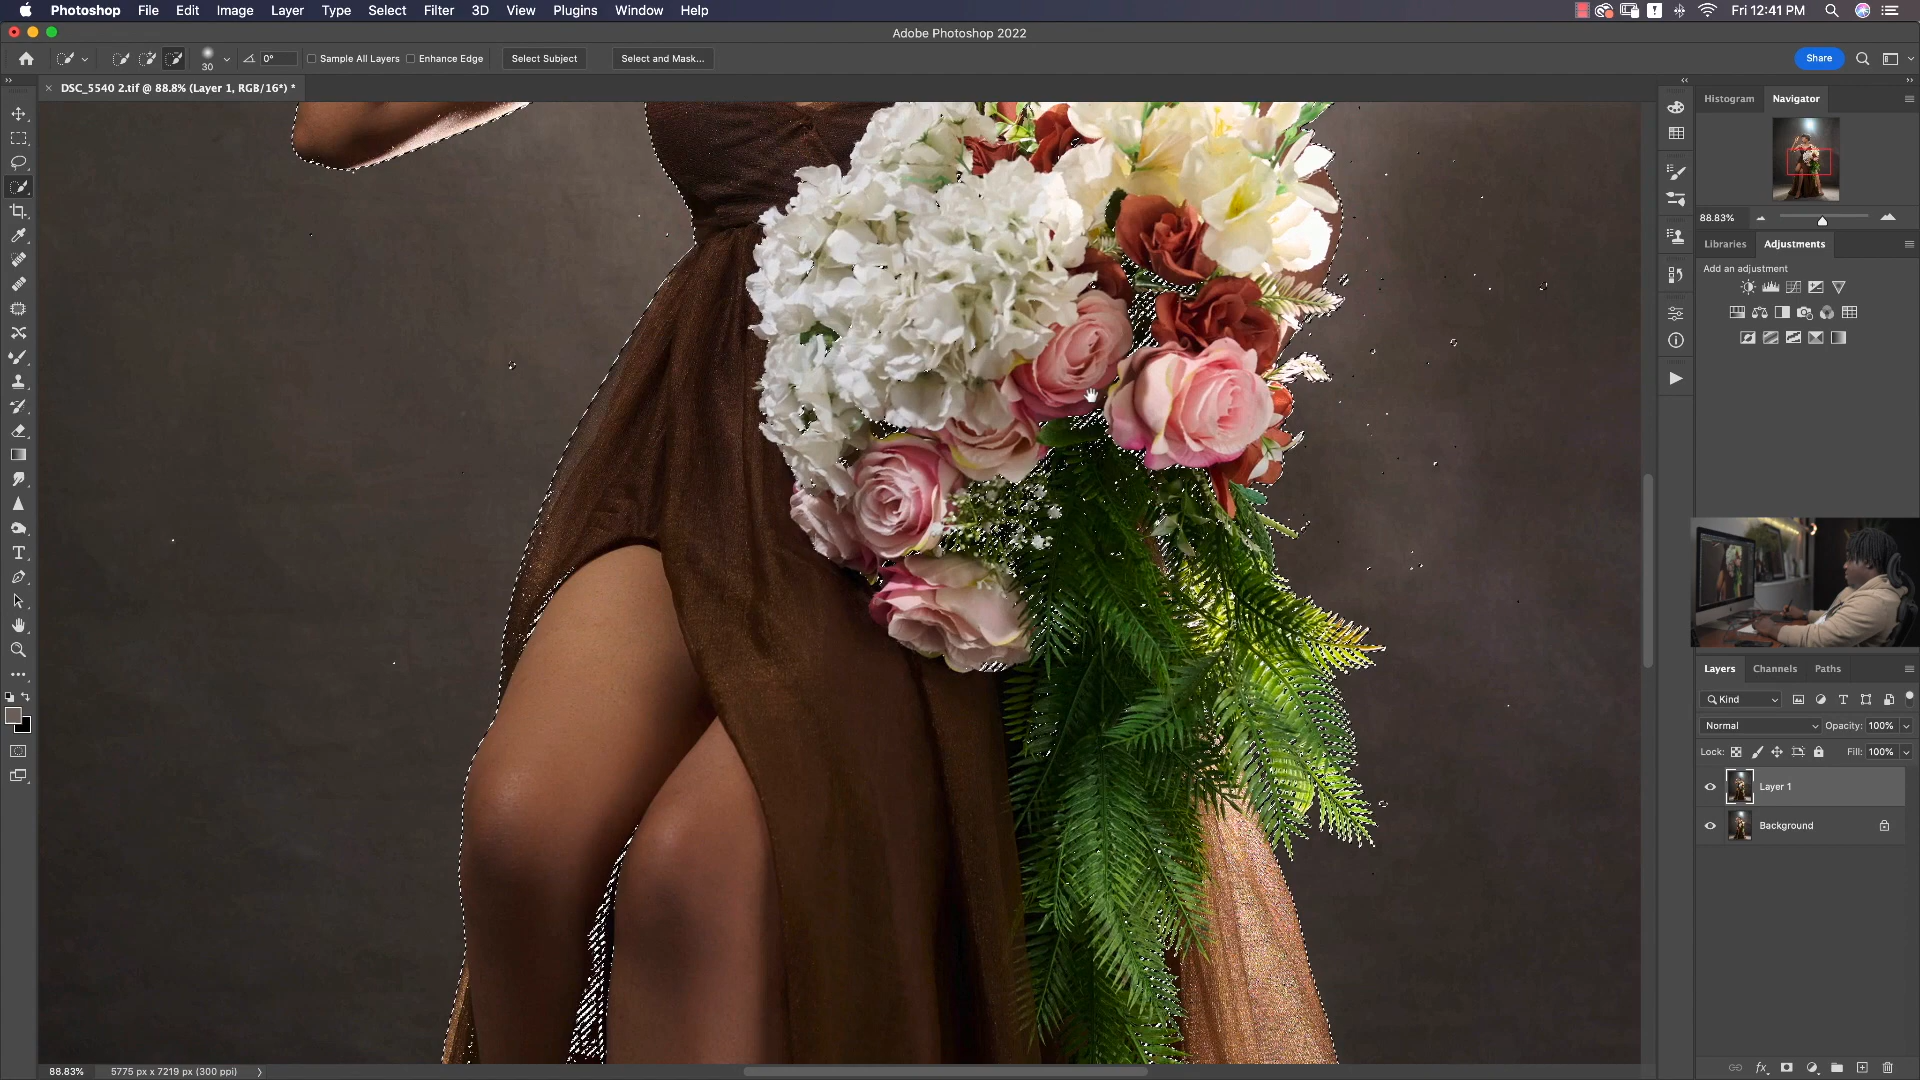 Photoshop File Edit Image Layer Type Select Filter 3D View Plugins Window Help Fri 12:41 PM
Adobe Photoshop 2022
30 0° Sample All Layers Enhance Edge Select Subject Select and Mask... Share
DSC_5540 2.tif @ 88.8% (Layer 1, RGB/16*) *
Histogram Navigator
88.83%
Libraries Adjustments
Add an adjustment
Layers Channels Paths
Kind
Normal Opacity: 100%
Lock: Fill: 100%
Layer 1
Background
88.83% 5775 px x 7219 px (300 ppi)